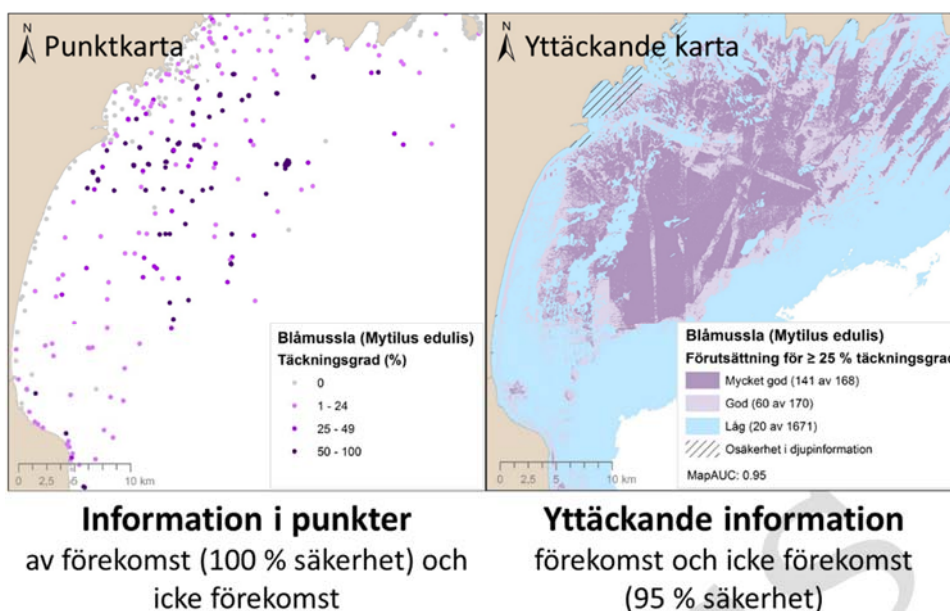 N
Punktkarta
Blåmussla (Mytilus edulis)
Täckningsgrad (%)
0
1 - 24
25 - 49
50 - 100
0 2,5 5 10 km
N
Yttäckande karta
Blåmussla (Mytilus edulis)
Förutsättning för ≥ 25 % täckningsgrad
Mycket god (141 av 168)
God (60 av 170)
Låg (20 av 1671)
Osäkerhet i djupinformation
MapAUC: 0.95
0 2,5 5 10 km
Information i punkter
av förekomst (100 % säkerhet) och
icke förekomst
Yttäckande information
förekomst och icke förekomst
(95 % säkerhet)